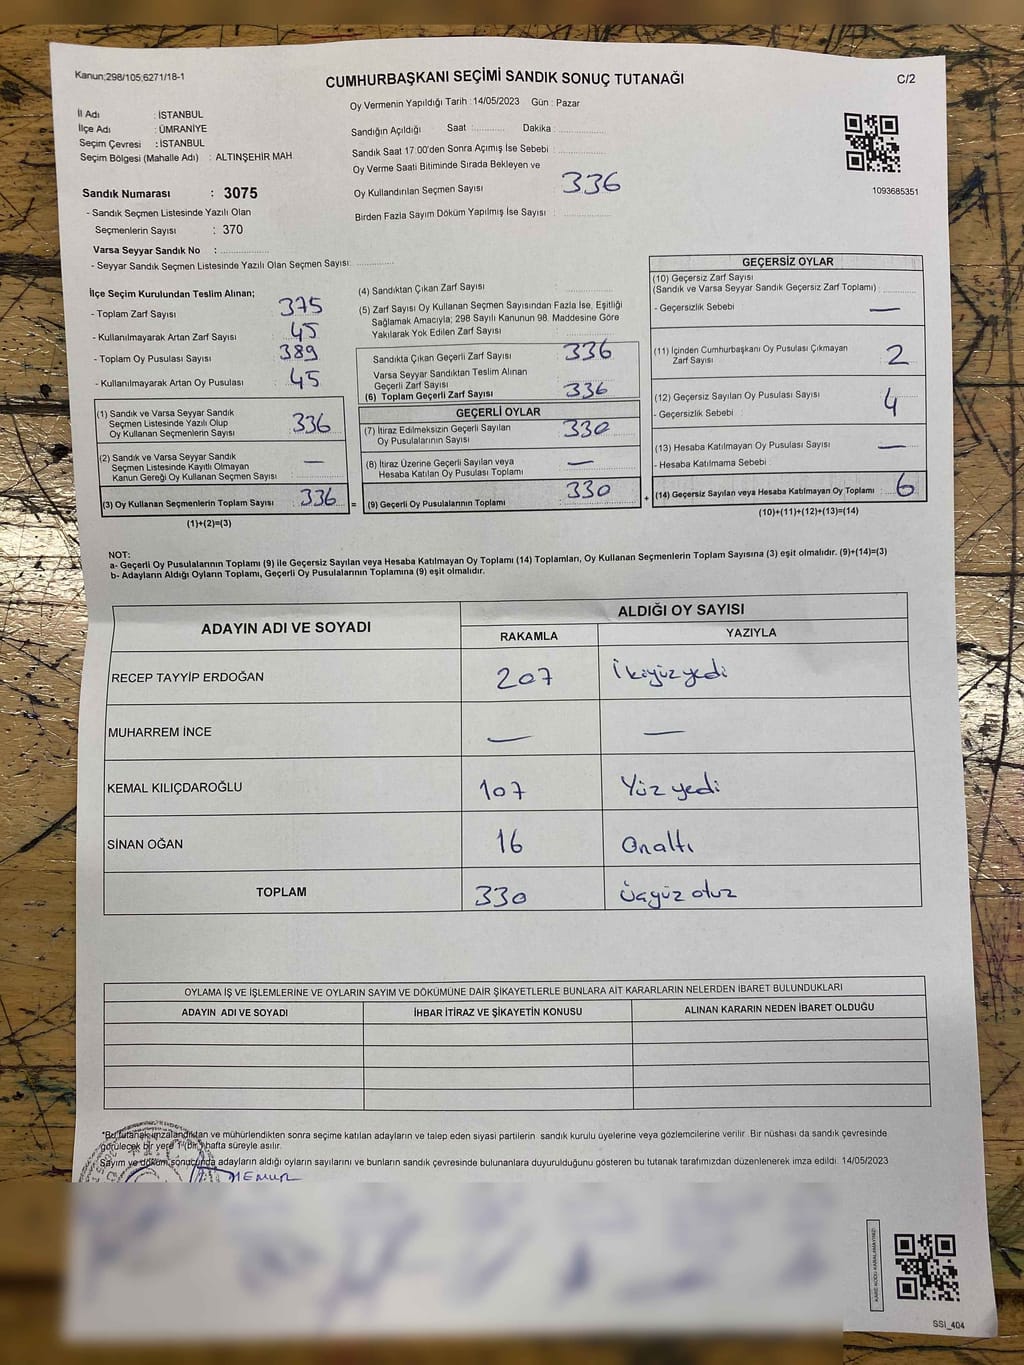 Kanun;298/105;6271/18-1
CUMHURBAŞKANI SEÇİMİ SANDIK SONUÇ TUTANAĞI
C/2
İl Adı : İSTANBUL
İlçe Adı : ÜMRANİYE
Seçim Çevresi : İSTANBUL
Seçim Bölgesi (Mahalle Adı) : ALTINŞEHİR MAH
Sandık Numarası : 3075
- Sandık Seçmen Listesinde Yazılı Olan
Seçmenlerin Sayısı : 370
Varsa Seyyar Sandık No :
- Seyyar Sandık Seçmen Listesinde Yazılı Olan Seçmen Sayısı:
Oy Vermenin Yapıldığı Tarih : 14/05/2023 Gün : Pazar
Sandığın Açıldığı Saat : Dakika :
Sandık Saat 17:00'den Sonra Açımış İse Sebebi :
Oy Verme Saati Bitiminde Sırada Bekleyen ve
Oy Kullandırılan Seçmen Sayısı : 336
Birden Fazla Sayım Döküm Yapılmış İse Sayısı :
1093685351
İlçe Seçim Kurulundan Teslim Alınan;
- Toplam Zarf Sayısı : 375
- Kullanılmayarak Artan Zarf Sayısı : 45
- Toplam Oy Pusulası Sayısı : 389
- Kullanılmayarak Artan Oy Pusulası : 45
(1) Sandık ve Varsa Seyyar Sandık
Seçmen Listesinde Yazılı Olup
Oy Kullanan Seçmenlerin Sayısı : 336
(2) Sandık ve Varsa Seyyar Sandık
Seçmen Listesinde Kayıtlı Olmayan
Kanun Gereği Oy Kullanan Seçmen Sayısı : —
(3) Oy Kullanan Seçmenlerin Toplam Sayısı : 336
(1)+(2)=(3)
(4) Sandıktan Çıkan Zarf Sayısı :
(5) Zarf Sayısı Oy Kullanan Seçmen Sayısından Fazla İse, Eşitliği
Sağlamak Amacıyla; 298 Sayılı Kanunun 98. Maddesine Göre
Yakılarak Yok Edilen Zarf Sayısı :
Sandıkta Çıkan Geçerli Zarf Sayısı : 336
Varsa Seyyar Sandıktan Teslim Alınan
Geçerli Zarf Sayısı :
(6) Toplam Geçerli Zarf Sayısı : 336
GEÇERLİ OYLAR
(7) İtiraz Edilmeksizin Geçerli Sayılan
Oy Pusulalarının Sayısı : 330
(8) İtiraz Üzerine Geçerli Sayılan veya
Hesaba Katılan Oy Pusulası Toplamı : —
= (9) Geçerli Oy Pusulalarının Toplamı : 330
GEÇERSİZ OYLAR
(10) Geçersiz Zarf Sayısı
(Sandık ve Varsa Seyyar Sandık Geçersiz Zarf Toplamı) :
- Geçersizlik Sebebi : —
(11) İçinden Cumhurbaşkanı Oy Pusulası Çıkmayan
Zarf Sayısı : 2
(12) Geçersiz Sayılan Oy Pusulası Sayısı : 4
- Geçersizlik Sebebi :
(13) Hesaba Katılmayan Oy Pusulası Sayısı : —
- Hesaba Katılmama Sebebi :
+ (14) Geçersiz Sayılan veya Hesaba Katılmayan Oy Toplamı : 6
(10)+(11)+(12)+(13)=(14)
NOT:
a- Geçerli Oy Pusulalarının Toplamı (9) ile Geçersiz Sayılan veya Hesaba Katılmayan Oy Toplamı (14) Toplamları, Oy Kullanan Seçmenlerin Toplam Sayısına (3) eşit olmalıdır. (9)+(14)=(3)
b- Adayların Aldığı Oyların Toplamı, Geçerli Oy Pusulalarının Toplamına (9) eşit olmalıdır.
ADAYIN ADI VE SOYADI ALDIĞI OY SAYISI
RAKAMLA YAZIYLA
RECEP TAYYİP ERDOĞAN 207 İkiyüzyedi
MUHARREM İNCE — —
KEMAL KILIÇDAROĞLU 107 Yüz yedi
SİNAN OĞAN 16 Onaltı
TOPLAM 330 Üçyüz otuz
OYLAMA İŞ VE İŞLEMLERİNE VE OYLARIN SAYIM VE DÖKÜMÜNE DAİR ŞİKAYETLERLE BUNLARA AİT KARARLARIN NELERDEN İBARET BULUNDUKLARI
ADAYIN ADI VE SOYADI İHBAR İTİRAZ VE ŞİKAYETİN KONUSU ALINAN KARARIN NEDEN İBARET OLDUĞU
*Bu tutanak imzalandıktan ve mühürlendikten sonra seçime katılan adayların ve talep eden siyasi partilerin sandık kurulu üyelerine veya gözlemcilerine verilir. Bir nüshası da sandık çevresinde
görülecek bir yere 1 (bir) hafta süreyle asılır.
Sayım ve döküm sonucunda adayların aldığı oyların sayılarını ve bunların sandık çevresinde bulunanlara duyurulduğunu gösteren bu tutanak tarafımızdan düzenlenerek imza edildi. 14/05/2023
MEMUR
SSI_404